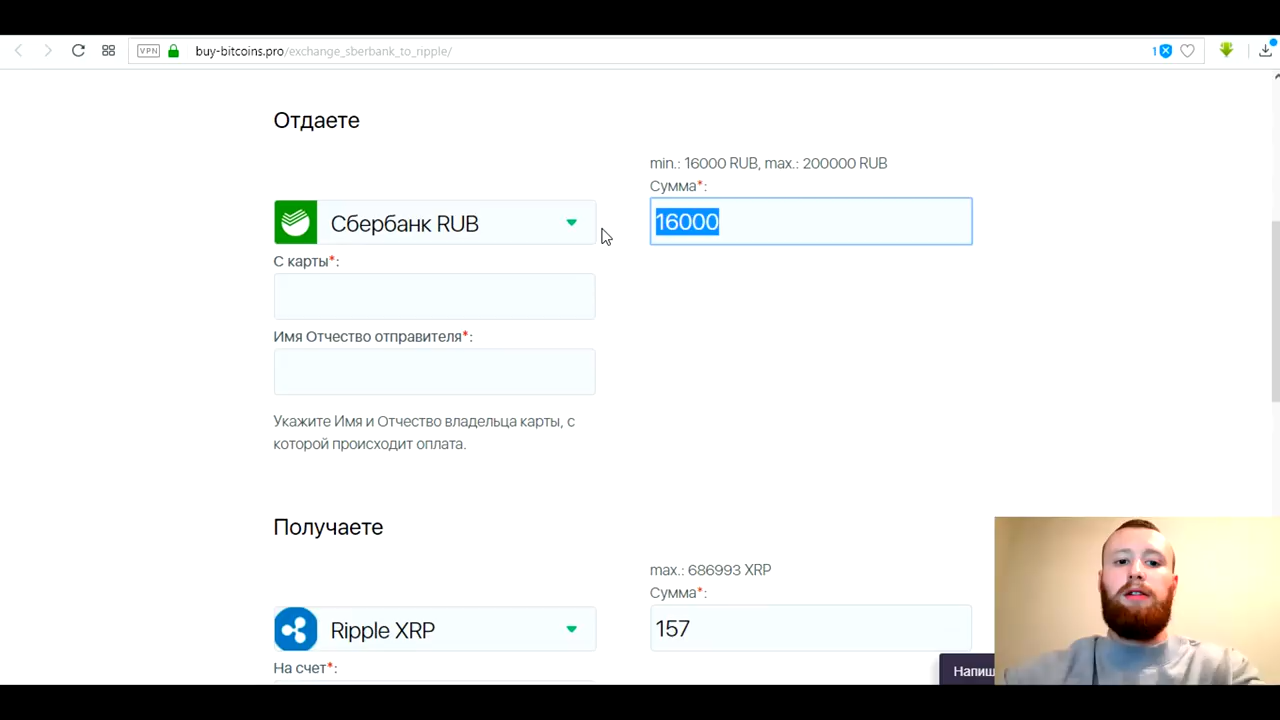 VPN
buy-bitcoins.pro/exchange_sberbank_to_ripple/
1
Отдаете
min.: 16000 RUB, max.: 200000 RUB
Сумма*:
Сбербанк RUB
16000
С карты*:
Имя Отчество отправителя*:
Укажите Имя и Отчество владельца карты, с
которой происходит оплата.
Получаете
max.: 686993 XRP
Сумма*:
Ripple XRP
157
На счет*:
Напиш